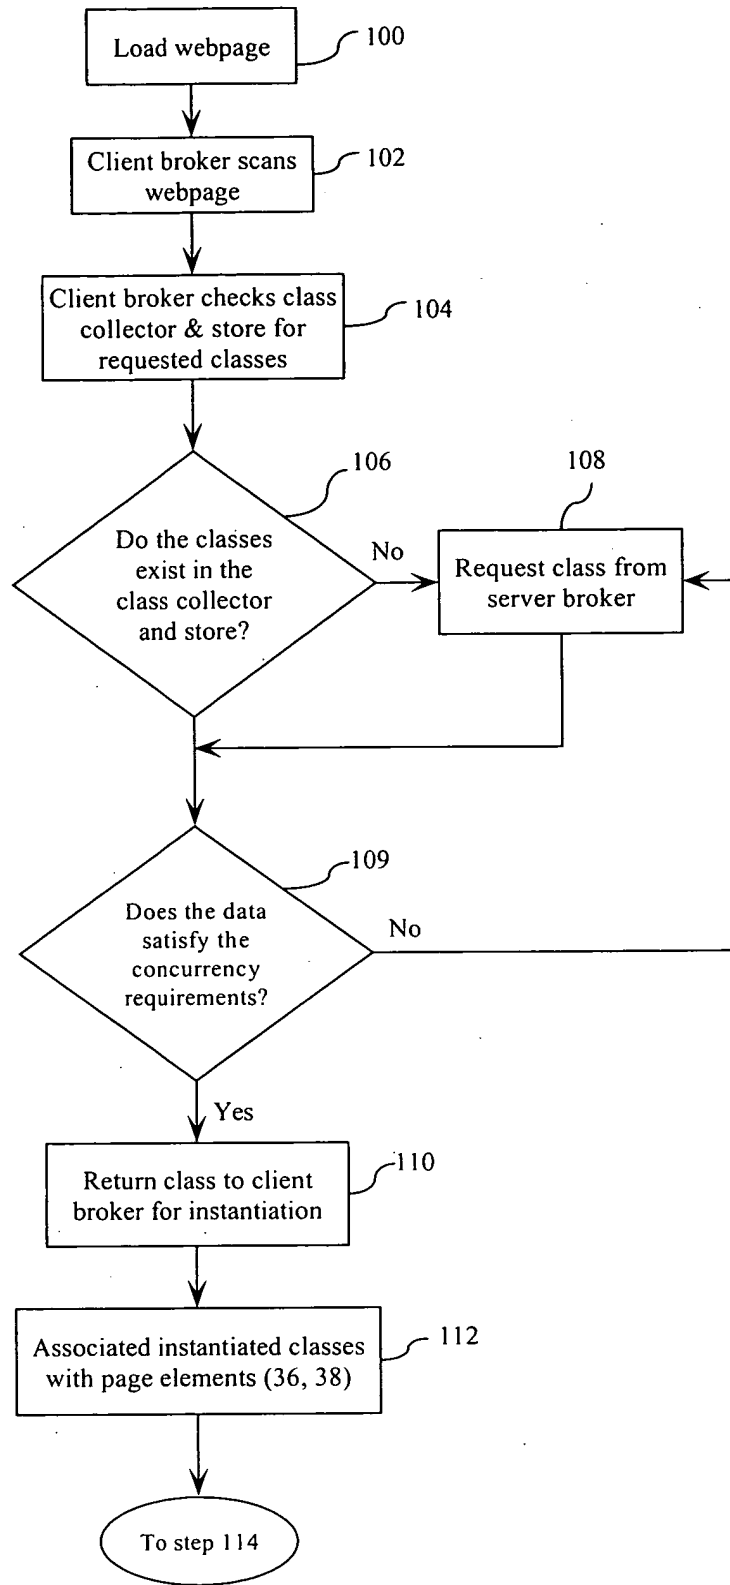 Load webpage
100
Client broker scans
webpage
102
Client broker checks class
collector & store for
requested classes
104
106
Do the classes
exist in the
class collector
and store?
No
108
Request class from
server broker
109
Does the data
satisfy the
concurrency
requirements?
No
Yes
Return class to client
broker for instantiation
110
Associated instantiated classes
with page elements (36, 38)
112
To step 114